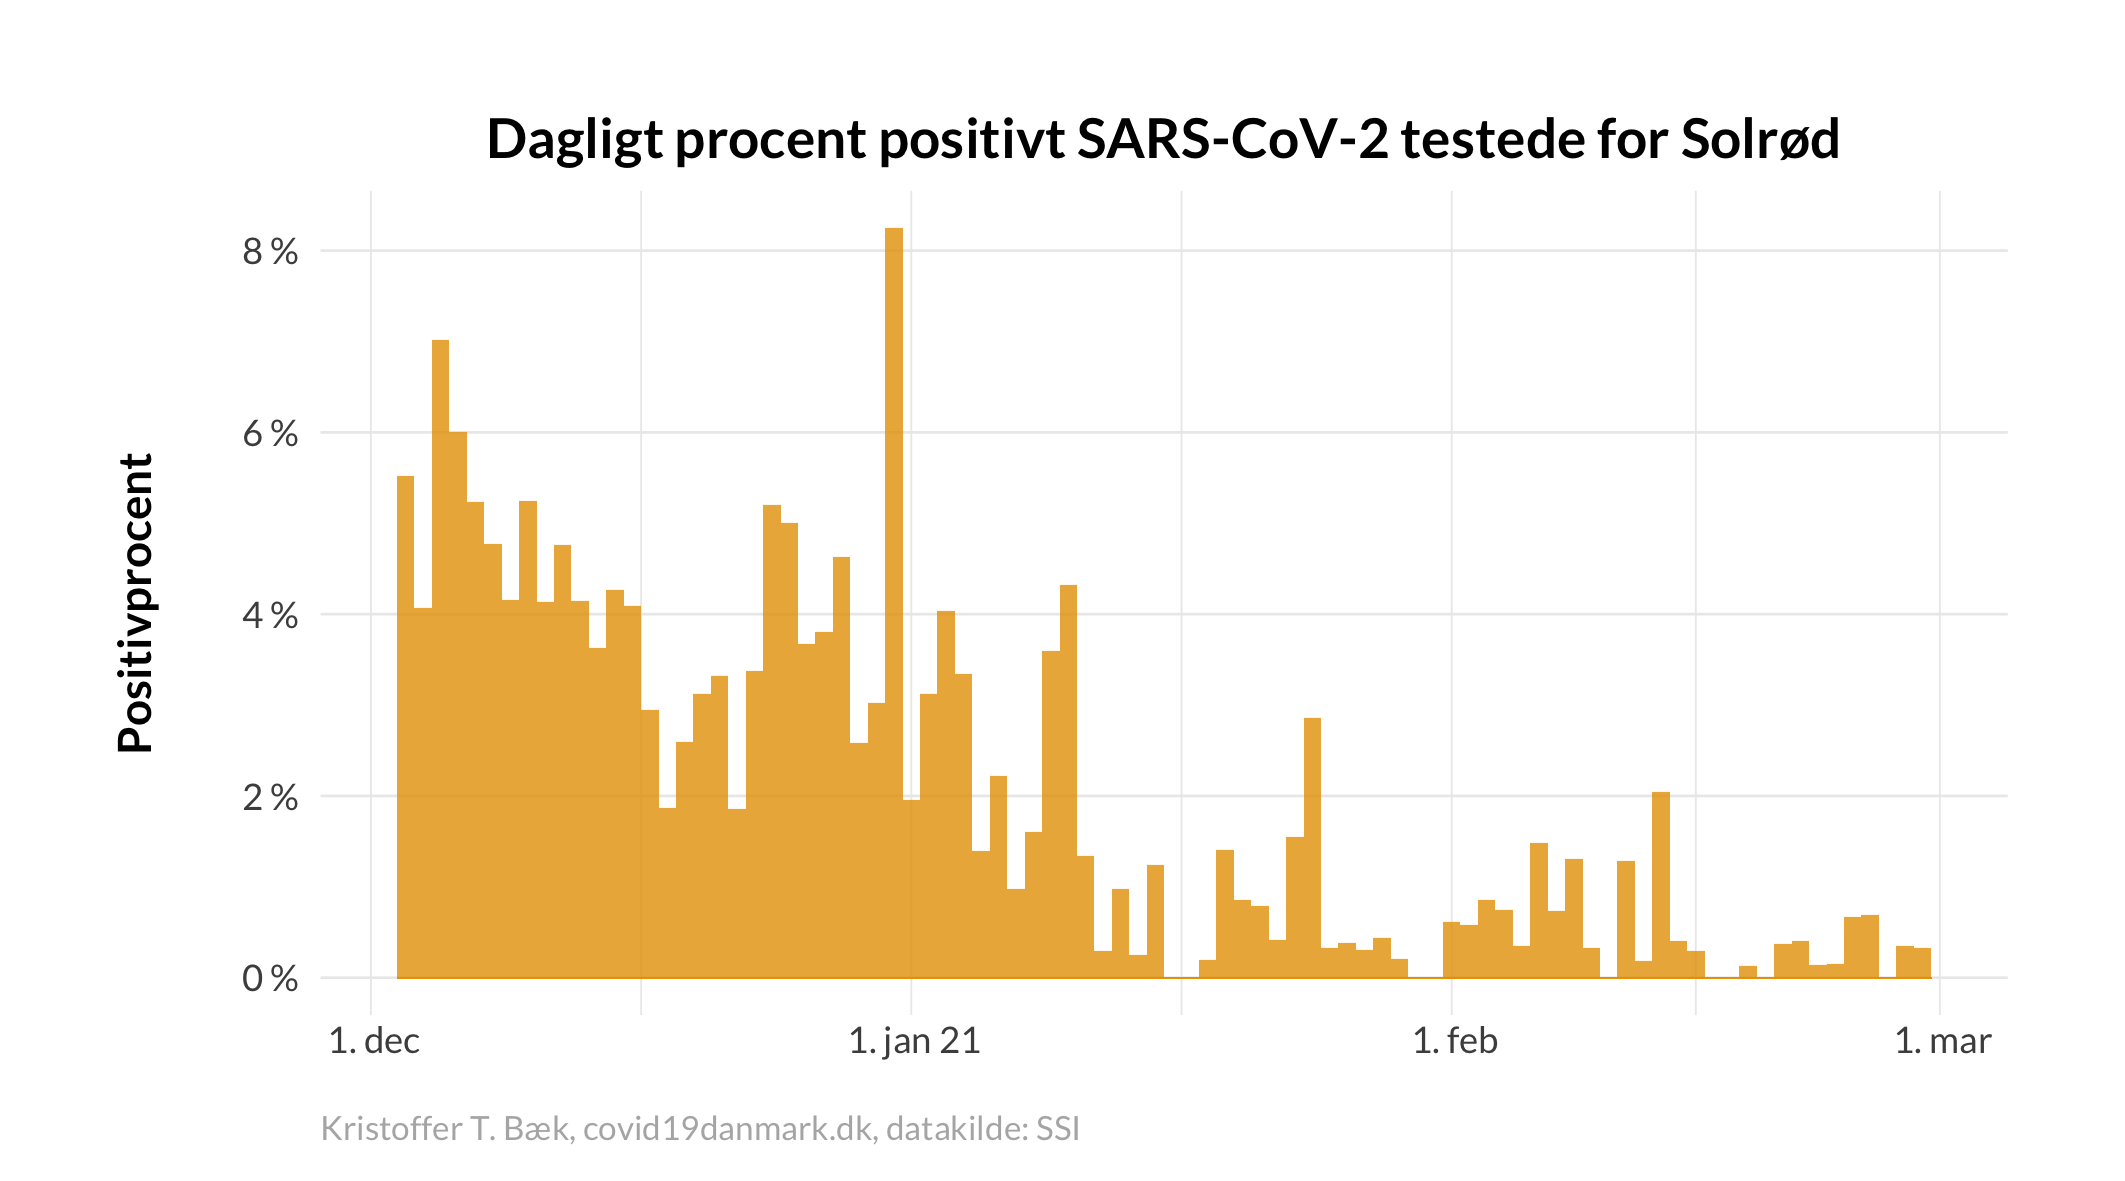 Dagligt procent positivt SARS-CoV-2 testede for Solrød
Positivprocent
8 %
6 %
4 %
2 %
0 %
1. dec
1. jan 21
1. feb
1. mar
Kristoffer T. Bæk, covid19danmark.dk, datakilde: SSI